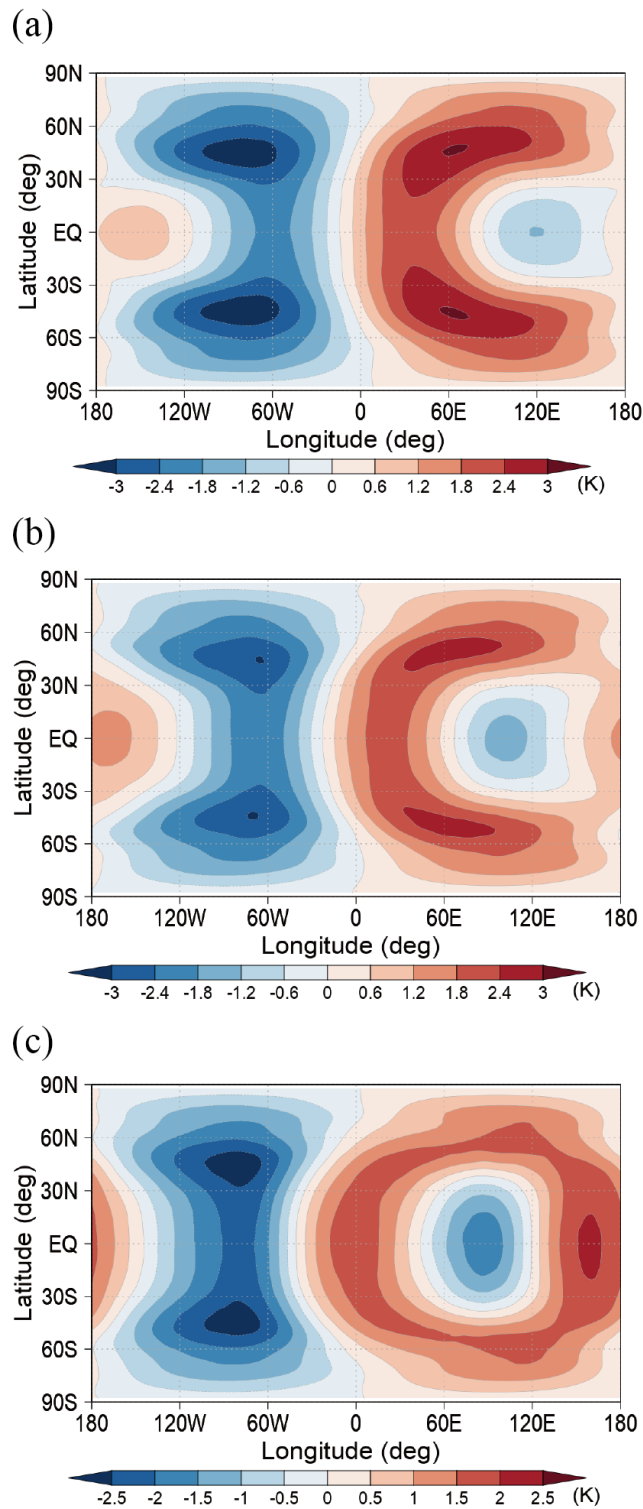 (a)
90N
60N
30N
EQ
30S
60S
90S
Latitude (deg)
180 120W 60W 0 60E 120E 180
Longitude (deg)
-3 -2.4 -1.8 -1.2 -0.6 0 0.6 1.2 1.8 2.4 3 (K)
(b)
90N
60N
30N
EQ
30S
60S
90S
Latitude (deg)
180 120W 60W 0 60E 120E 180
Longitude (deg)
-3 -2.4 -1.8 -1.2 -0.6 0 0.6 1.2 1.8 2.4 3 (K)
(c)
90N
60N
30N
EQ
30S
60S
90S
Latitude (deg)
180 120W 60W 0 60E 120E 180
Longitude (deg)
-2.5 -2 -1.5 -1 -0.5 0 0.5 1 1.5 2 2.5 (K)